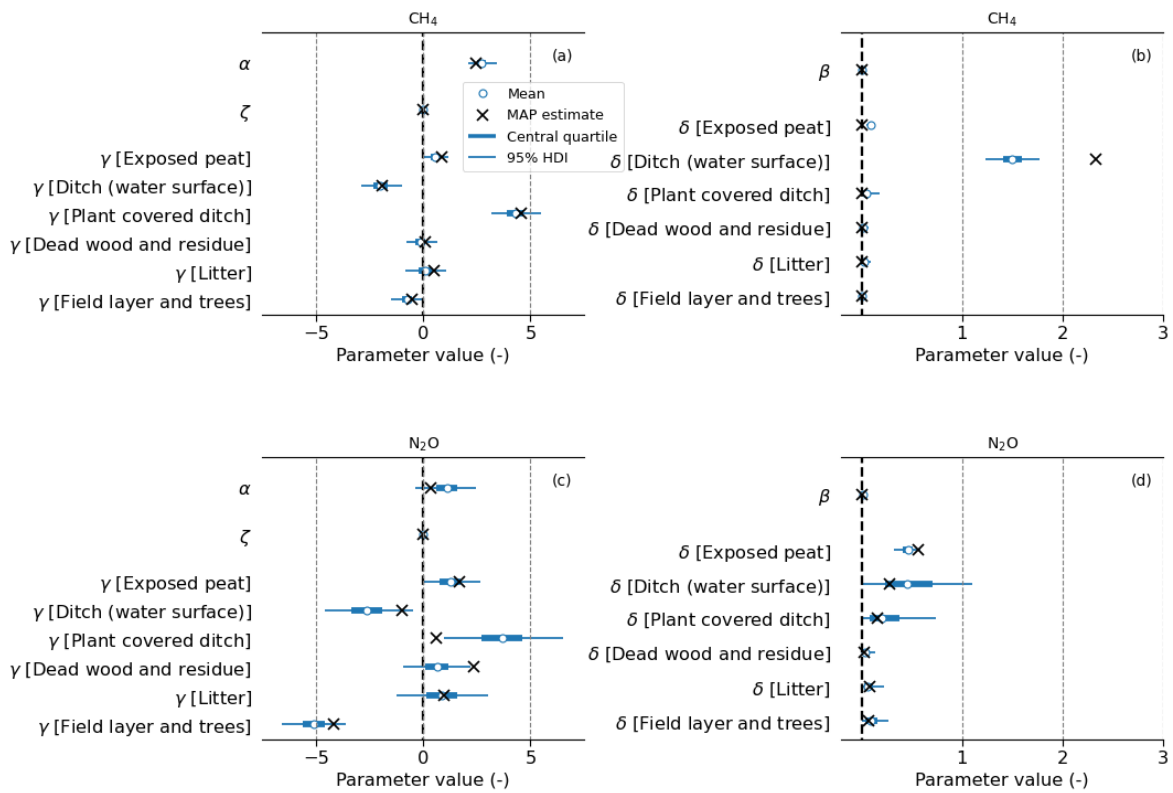 CH₄
(a)
α
ζ
γ [Exposed peat]
γ [Ditch (water surface)]
γ [Plant covered ditch]
γ [Dead wood and residue]
γ [Litter]
γ [Field layer and trees]
Mean
MAP estimate
Central quartile
95% HDI
−5
0
5
Parameter value (-)
CH₄
(b)
β
δ [Exposed peat]
δ [Ditch (water surface)]
δ [Plant covered ditch]
δ [Dead wood and residue]
δ [Litter]
δ [Field layer and trees]
1
2
3
Parameter value (-)
N₂O
(c)
α
ζ
γ [Exposed peat]
γ [Ditch (water surface)]
γ [Plant covered ditch]
γ [Dead wood and residue]
γ [Litter]
γ [Field layer and trees]
−5
0
5
Parameter value (-)
N₂O
(d)
β
δ [Exposed peat]
δ [Ditch (water surface)]
δ [Plant covered ditch]
δ [Dead wood and residue]
δ [Litter]
δ [Field layer and trees]
1
2
3
Parameter value (-)